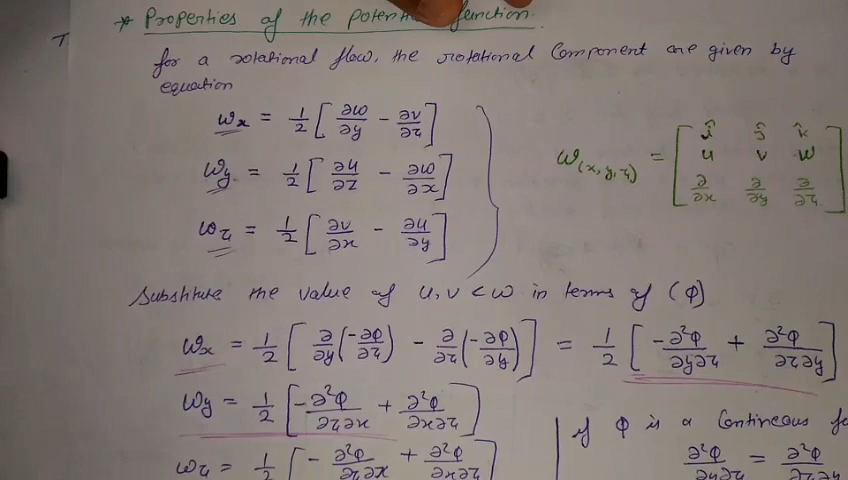 * Properties of the potential function.
for a rotational flow, the rotational Component are given by
equation
ωx = 1/2 [∂w/∂y − ∂v/∂z]
ωy = 1/2 [∂u/∂z − ∂w/∂x]
ωz = 1/2 [∂v/∂x − ∂u/∂y]
ω(x, y, z) = [î ĵ k̂
u v w
∂/∂x ∂/∂y ∂/∂z]
Substitute the value of u, v & w in terms of (ϕ)
ωx = 1/2 [∂/∂y(−∂ϕ/∂z) − ∂/∂z(−∂ϕ/∂y)] = 1/2 [−∂²ϕ/∂y∂z + ∂²ϕ/∂z∂y]
ωy = 1/2 [−∂²ϕ/∂z∂x + ∂²ϕ/∂x∂z]
ωz = 1/2 [−∂²ϕ/∂z∂x + ∂²ϕ/∂x∂z]
if ϕ is a Contineous
∂²ϕ/∂y∂z = ∂²ϕ/∂z∂y